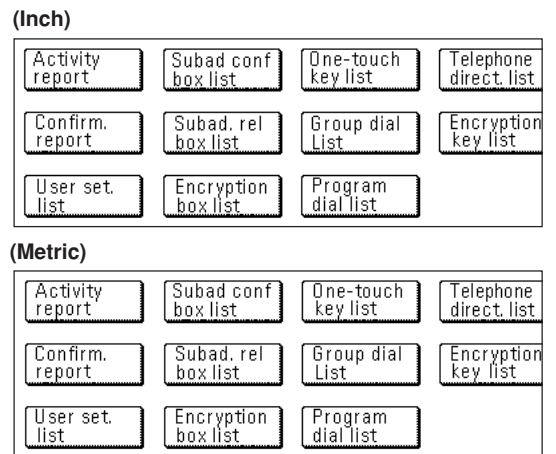 (Inch)
Activity report
Subad conf box list
One-touch key list
Telephone direct. list
Confirm. report
Subad. rel box list
Group dial List
Encryption key list
User set. list
Encryption box list
Program dial list
(Metric)
Activity report
Subad conf box list
One-touch key list
Telephone direct. list
Confirm. report
Subad. rel box list
Group dial List
Encryption key list
User set. list
Encryption box list
Program dial list